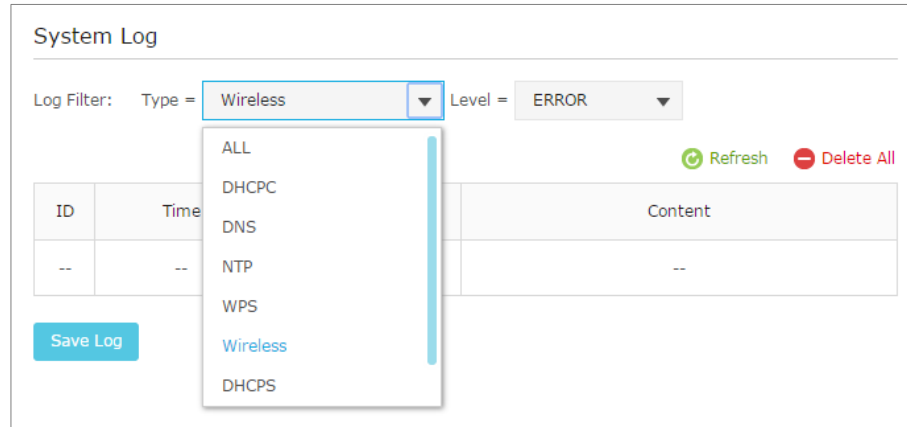 System Log
Log Filter: Type = Wireless Level = ERROR
ALL
Refresh Delete All
DHCPC
ID Time Content
DNS
-- -- NTP --
WPS
Save Log Wireless
DHCPS